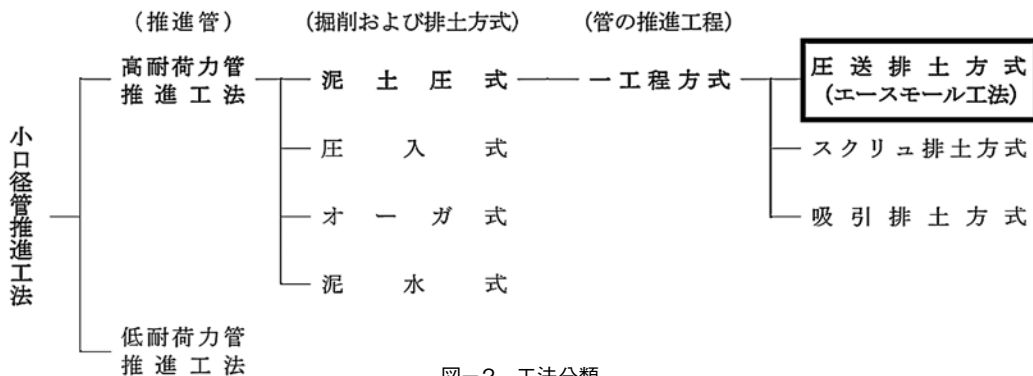 (推進管) (掘削および排土方式) (管の推進工程)
高耐荷力管 泥土圧式 一工程方式 圧送排土方式
推進工法 (エースモール工法)
圧入式 スクリュ排土方式
オーガ式 吸引排土方式
泥水式
小口径管推進工法
低耐荷力管
推進工法
図−2 工法分類